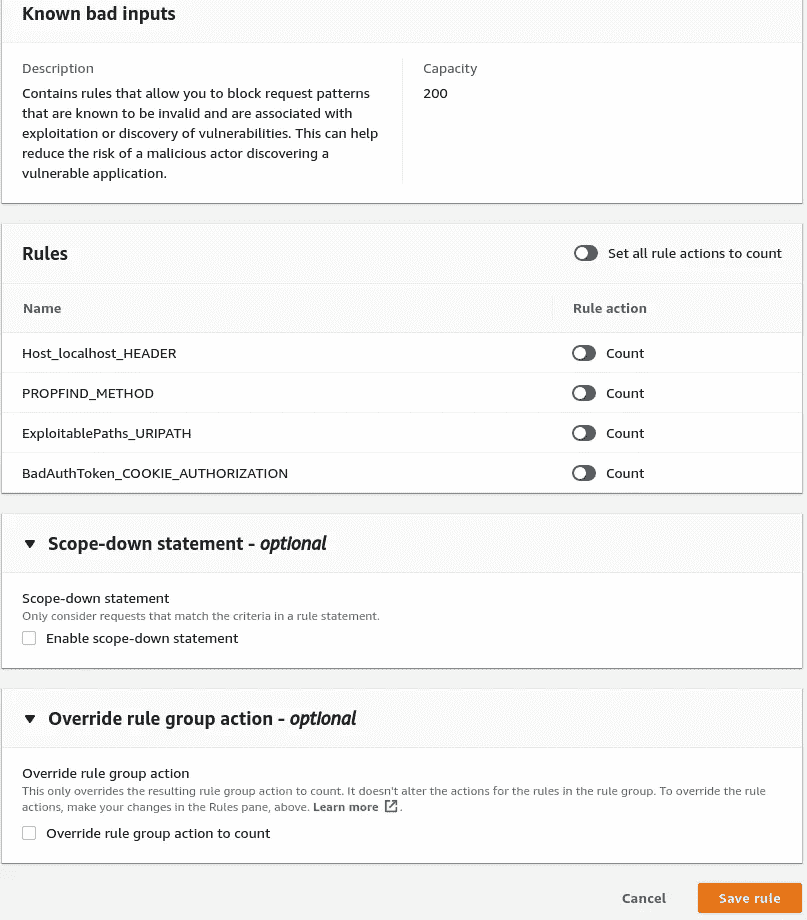 Known bad inputs
Description
Capacity
Contains rules that allow you to block request patterns
that are known to be invalid and are associated with
exploitation or discovery of vulnerabilities. This can help
reduce the risk of a malicious actor discovering a
vulnerable application.
200
Rules
Set all rule actions to count
Name
Rule action
Host_localhost_HEADER
Count
PROPFIND_METHOD
Count
ExploitablePaths_URIPATH
Count
BadAuthToken_COOKIE_AUTHORIZATION
Count
Scope-down statement - optional
Scope-down statement
Only consider requests that match the criteria in a rule statement.
Enable scope-down statement
Override rule group action - optional
Override rule group action
This only overrides the resulting rule group action to count. It doesn't alter the actions for the rules in the rule group. To override the rule
actions, make your changes in the Rules pane, above. Learn more .
Override rule group action to count
Cancel
Save rule